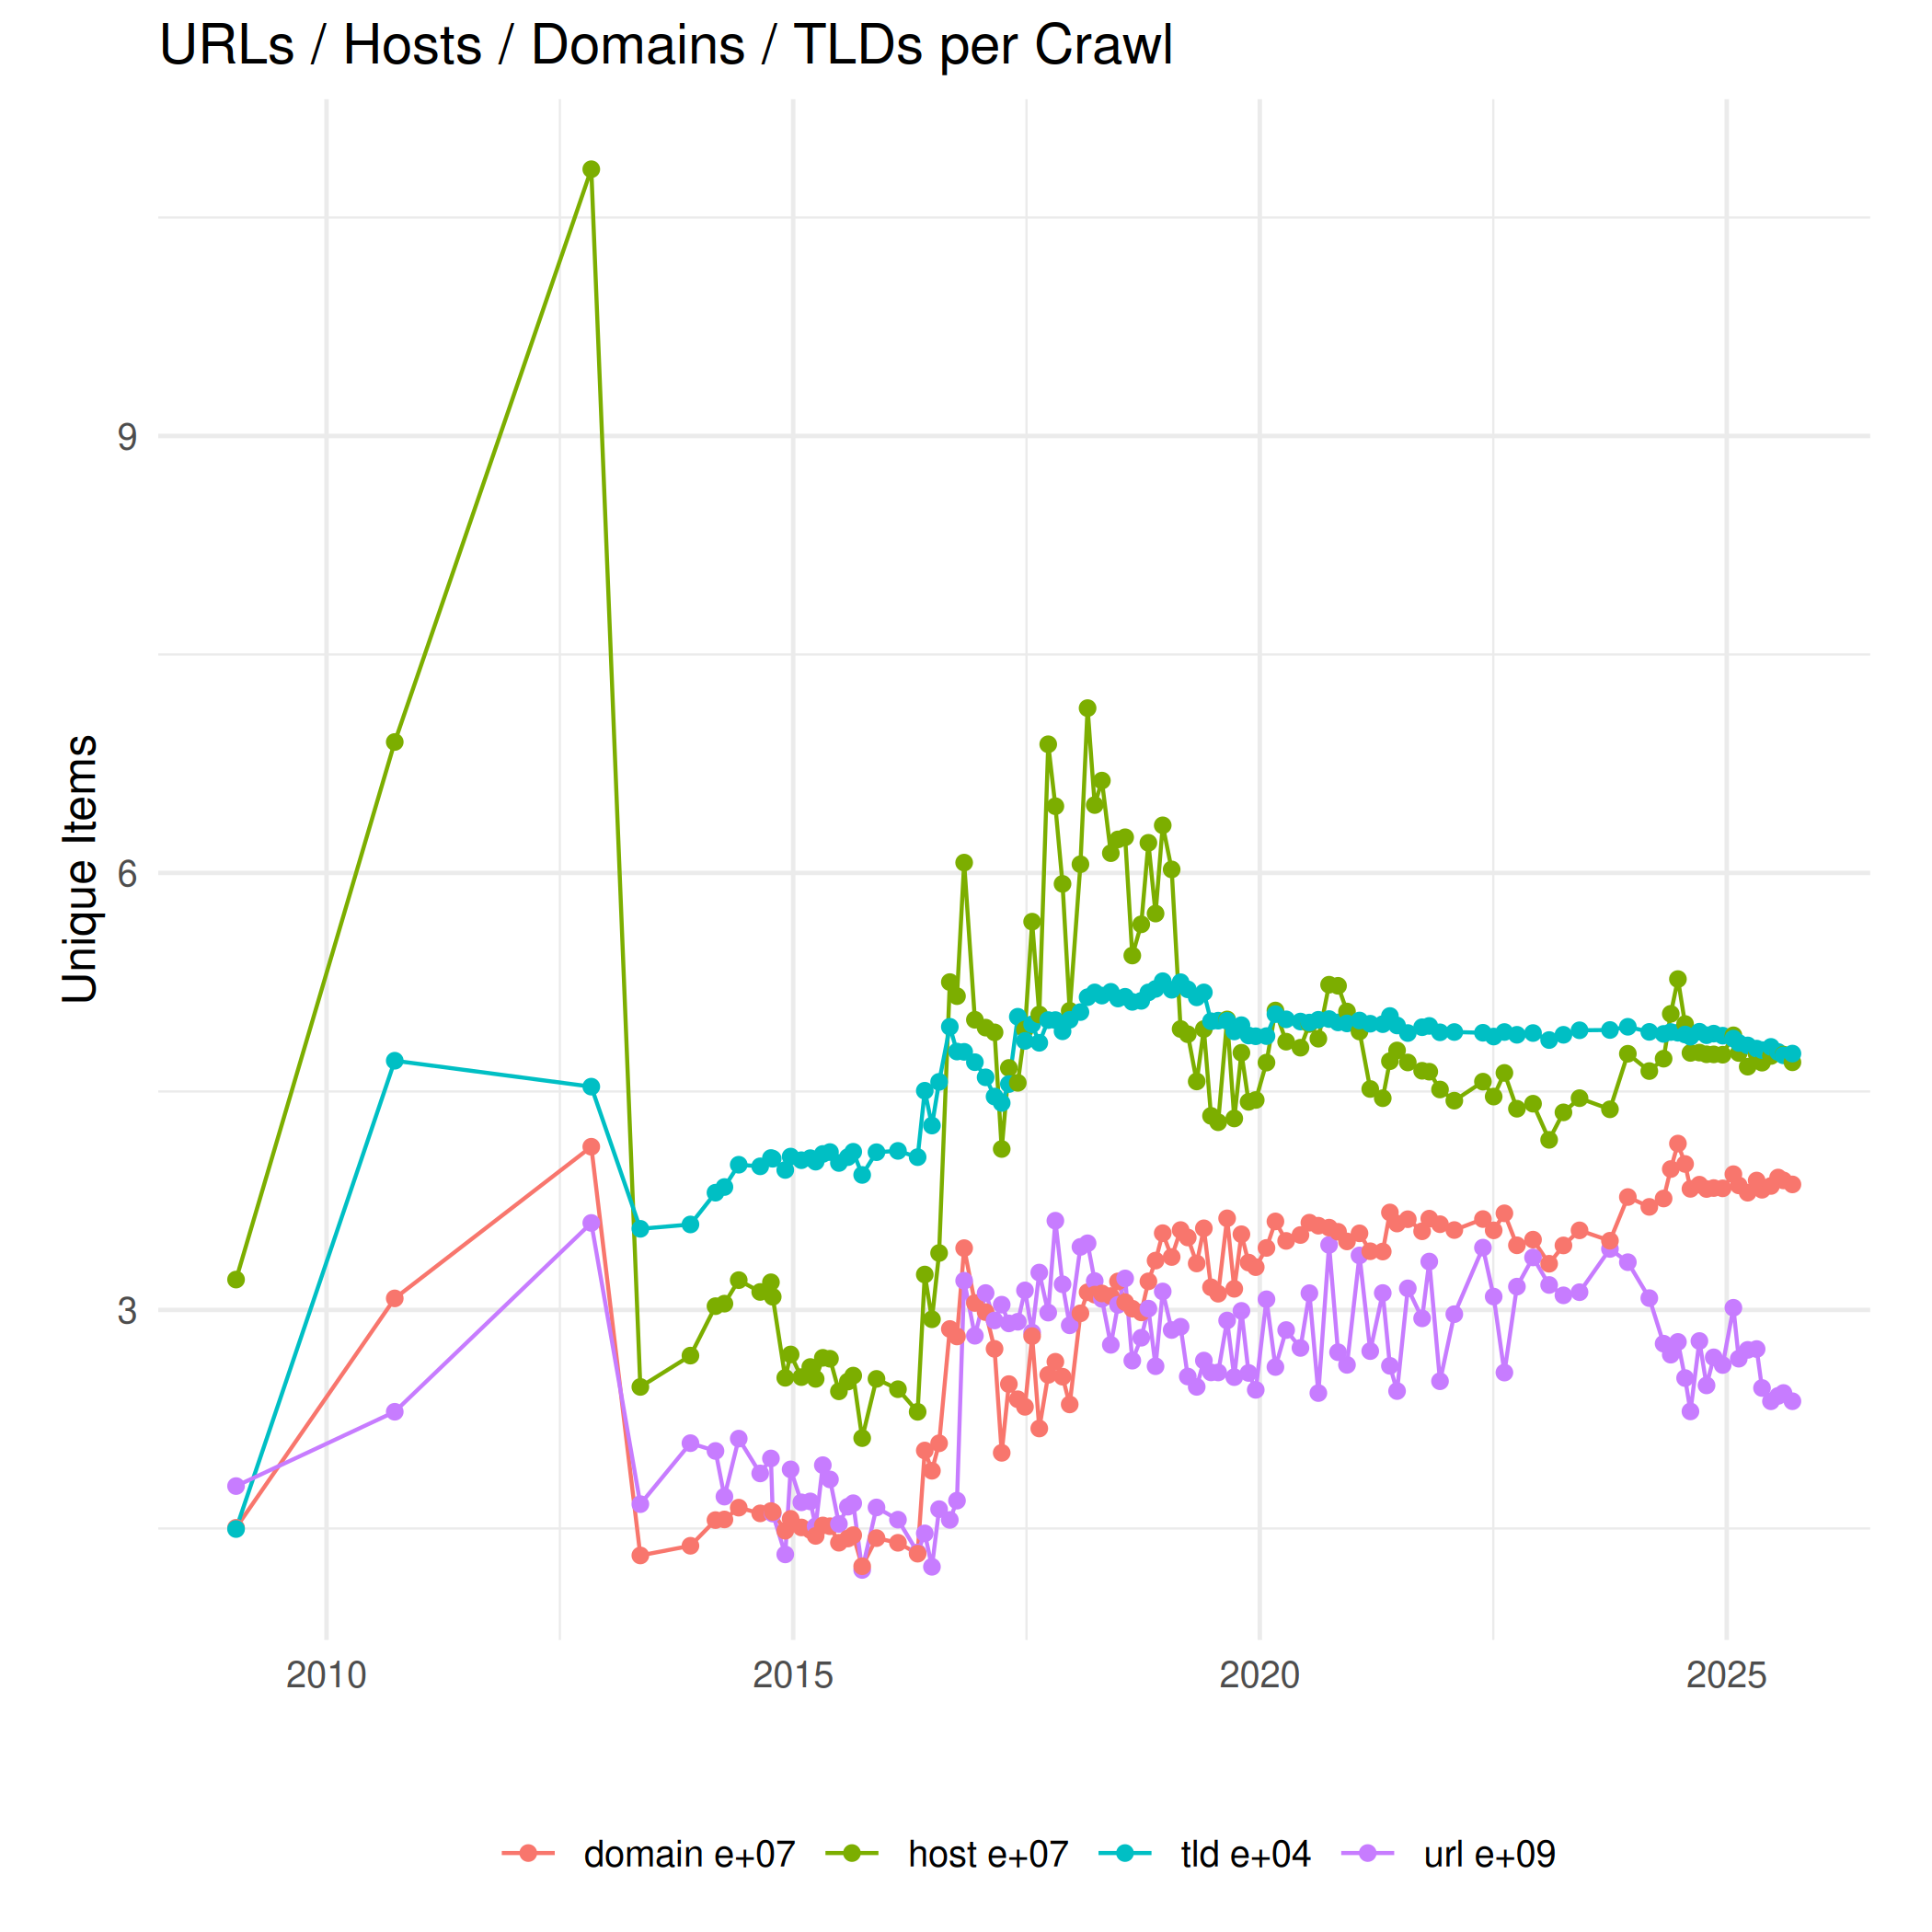 URLs / Hosts / Domains / TLDs per Crawl
Unique Items
9
6
3
2010 2015 2020 2025
domain e+07 host e+07 tld e+04 url e+09